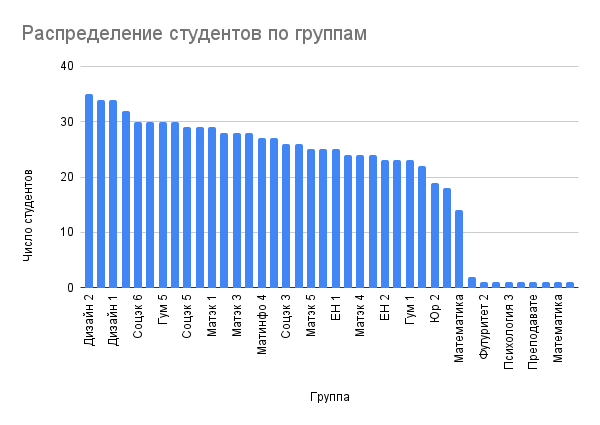 Распределение студентов по группам
Число студентов
40
30
20
10
0
Дизайн 2
Дизайн 1
Соцэк 6
Гум 5
Соцэк 5
Матэк 1
Матэк 3
Матинфо 4
Соцэк 3
Матэк 5
ЕН 1
Матэк 4
ЕН 2
Гум 1
Юр 2
Математика
Футуритет 2
Психология 3
Преподавате
Математика
Группа